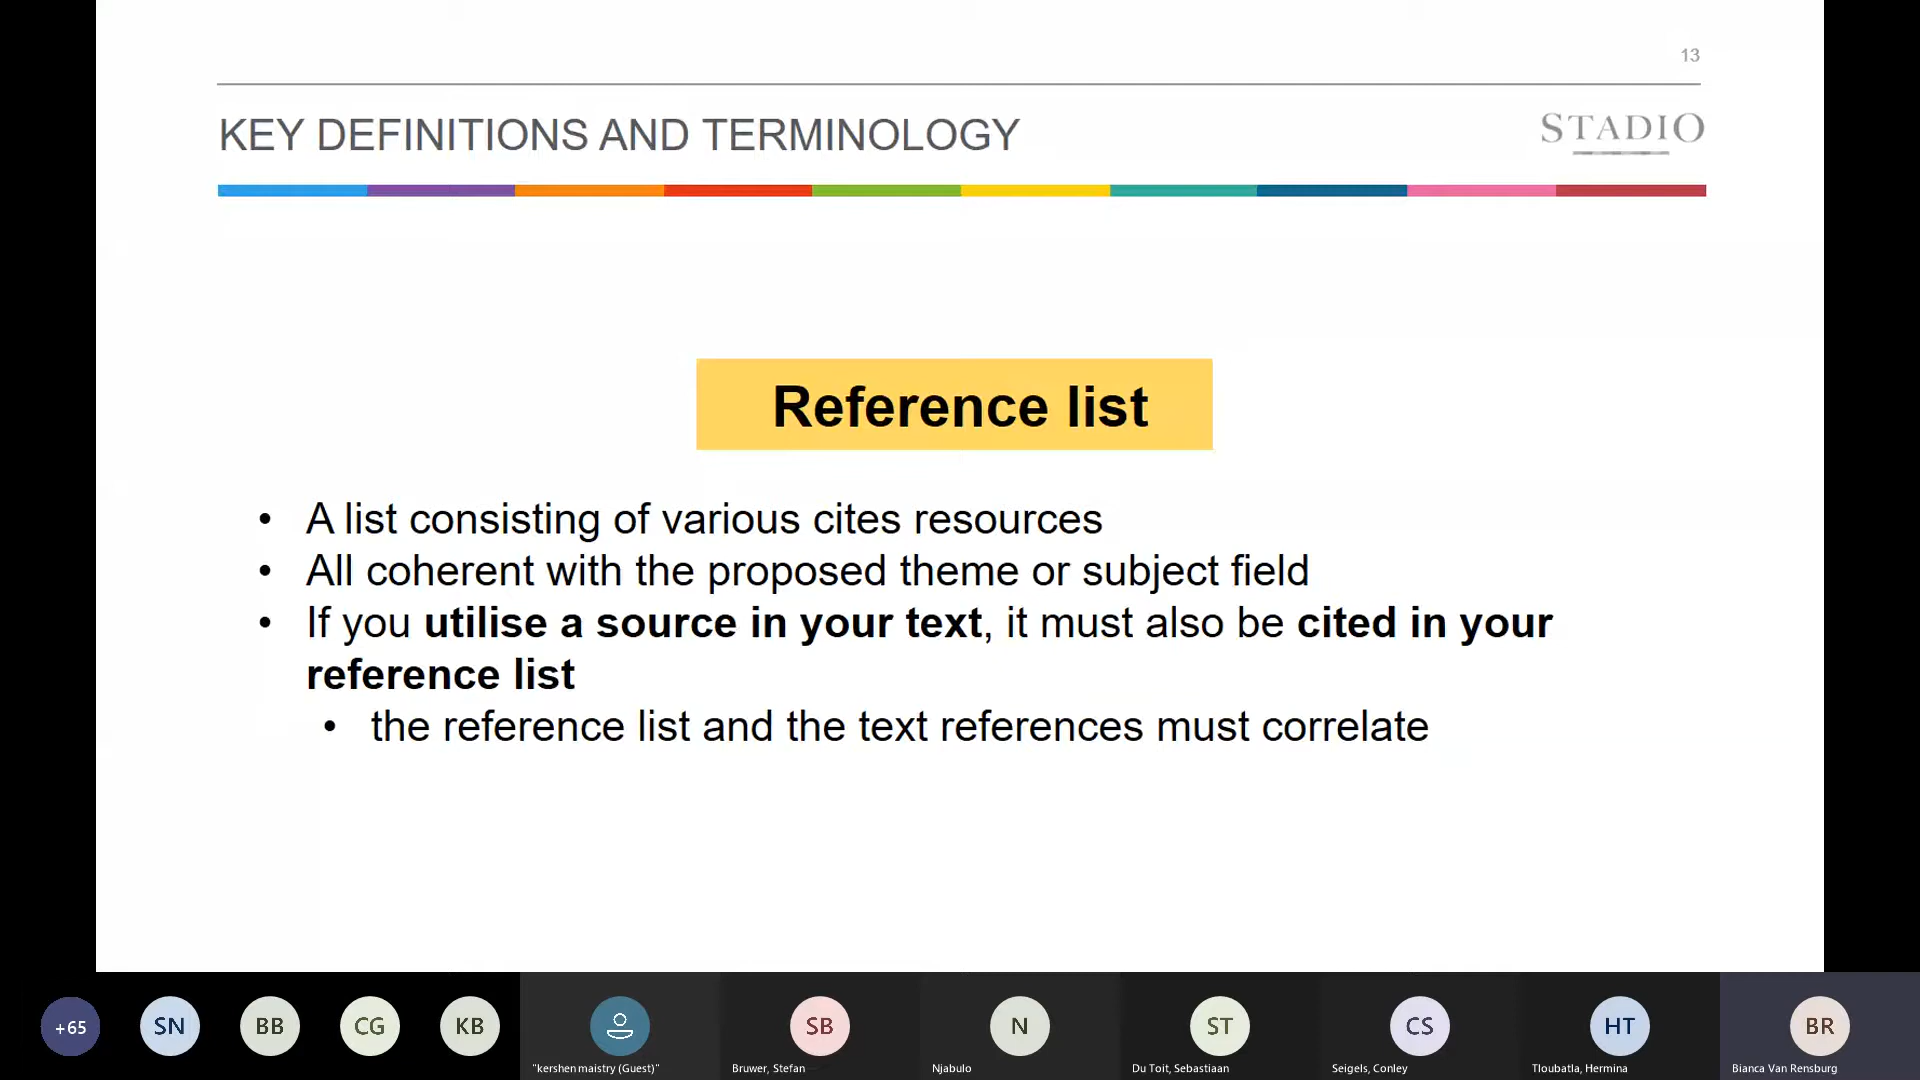 13
KEY DEFINITIONS AND TERMINOLOGY
STADIO
Reference list
• A list consisting of various cites resources
• All coherent with the proposed theme or subject field
• If you utilise a source in your text, it must also be cited in your
reference list
• the reference list and the text references must correlate
+65
SN
BB
CG
KB
SB
N
ST
CS
HT
BR
"kershen maistry (Guest)"
Bruwer, Stefan
Njabulo
Du Toit, Sebastiaan
Seigels, Conley
Tloubatla, Hermina
Bianca Van Rensburg